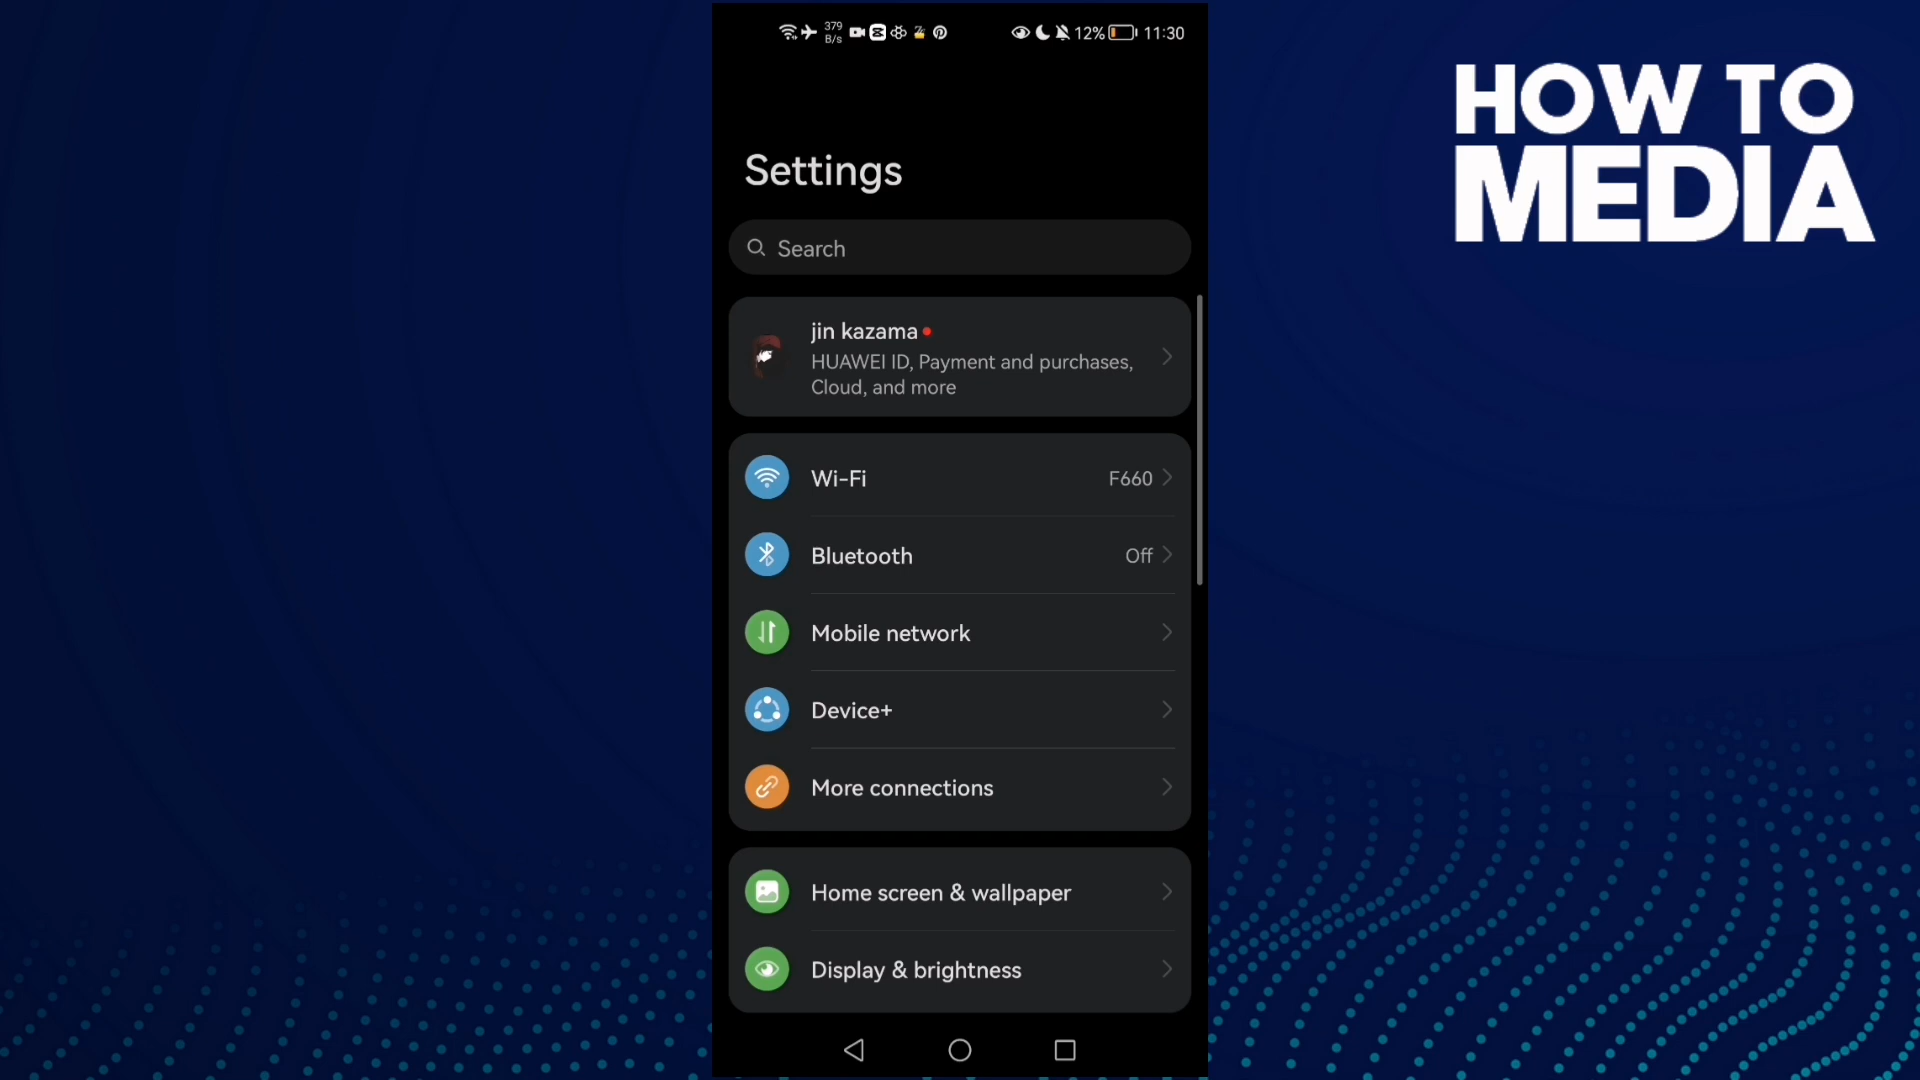 379
B/s
12%
11:30
HOW TO
MEDIA
Settings
Search
jin kazama
HUAWEI ID, Payment and purchases,
Cloud, and more
Wi-Fi
F660
Bluetooth
Off
Mobile network
Device+
More connections
Home screen & wallpaper
Display & brightness